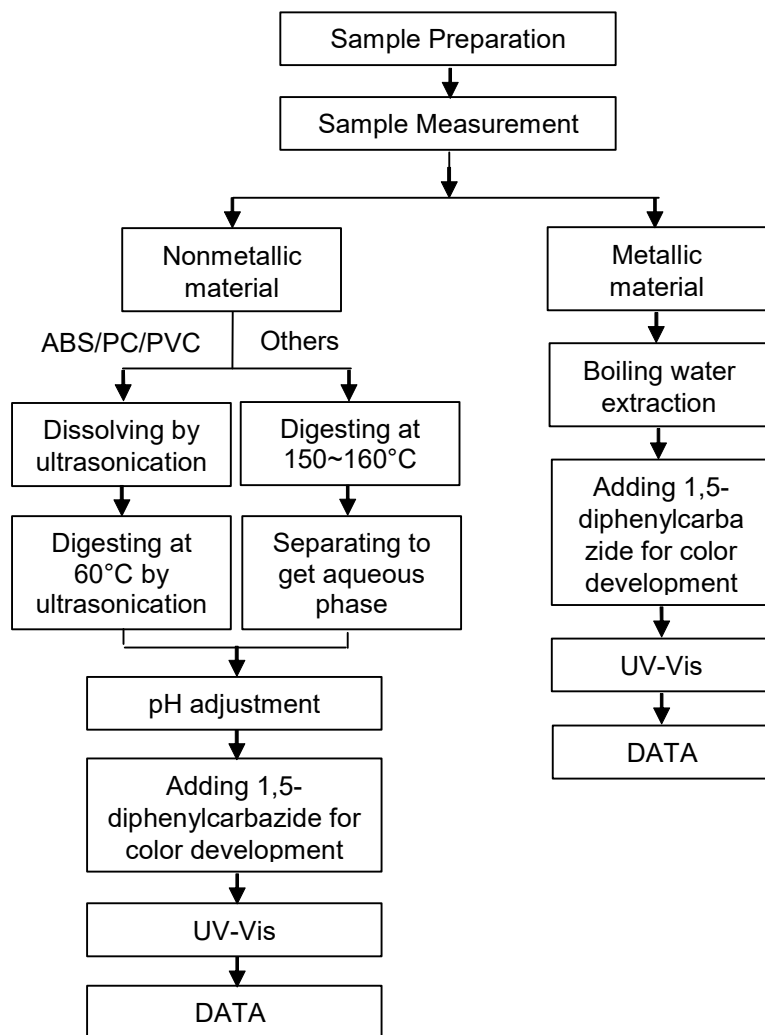 Sample Preparation
Sample Measurement
Nonmetallic
material
ABS/PC/PVC
Others
Dissolving by
ultrasonication
Digesting at
150~160°C
Digesting at
60°C by
ultrasonication
Separating to
get aqueous
phase
pH adjustment
Adding 1,5-
diphenylcarbazide for
color development
UV-Vis
DATA
Metallic
material
Boiling water
extraction
Adding 1,5-
diphenylcarba
zide for color
development
UV-Vis
DATA